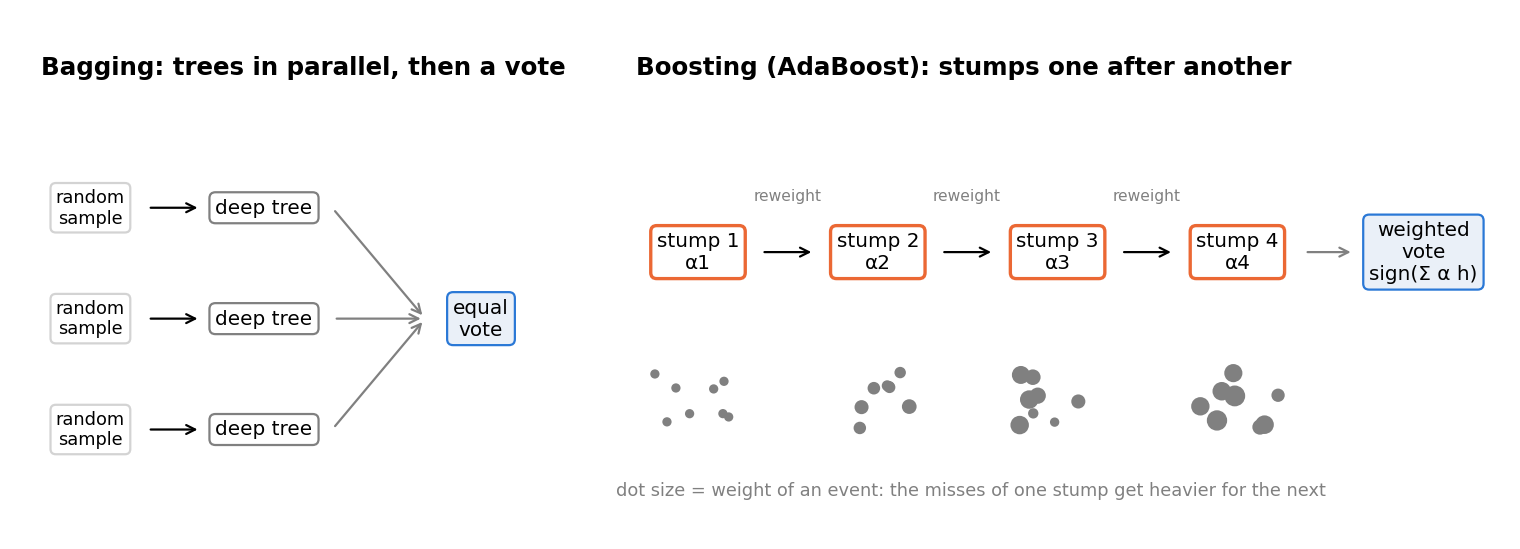 Bagging: trees in parallel, then a vote
random
sample
deep tree
random
sample
deep tree
random
sample
deep tree
equal
vote
Boosting (AdaBoost): stumps one after another
reweight
reweight
reweight
stump 1
α1
stump 2
α2
stump 3
α3
stump 4
α4
weighted
vote
sign(Σ α h)
dot size = weight of an event: the misses of one stump get heavier for the next